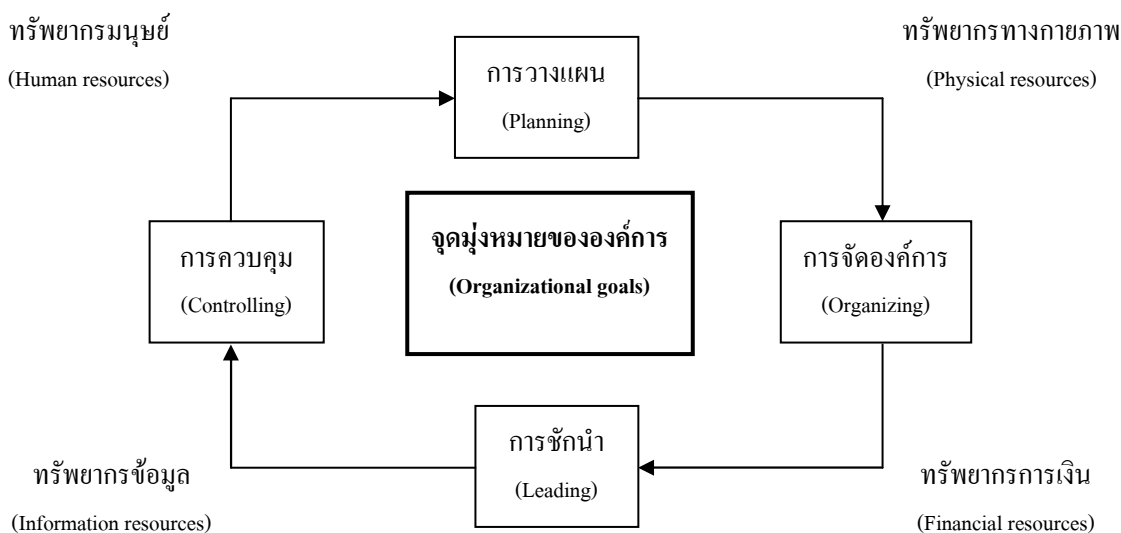 ทรัพยากรมนุษย์
(Human resources)
ทรัพยากรทางกายภาพ
(Physical resources)
การวางแผน
(Planning)
การควบคุม
(Controlling)
จุดมุ่งหมายขององค์การ
(Organizational goals)
การจัดองค์การ
(Organizing)
การชักนำ
(Leading)
ทรัพยากรข้อมูล
(Information resources)
ทรัพยากรการเงิน
(Financial resources)